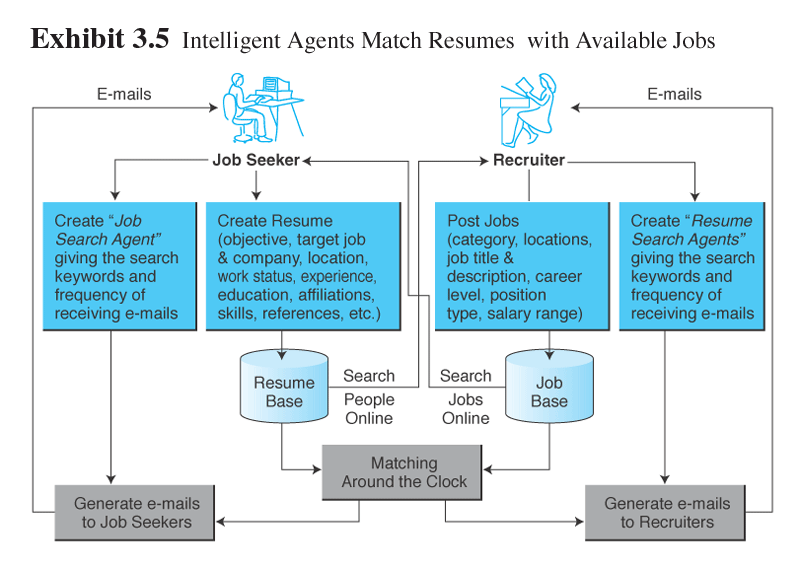 Exhibit 3.5 Intelligent Agents Match Resumes with Available Jobs
E-mails
E-mails
Job Seeker
Recruiter
Create “Job
Search Agent”
giving the search
keywords and
frequency of
receiving e-mails
Create Resume
(objective, target job
& company, location,
work status, experience,
education, affiliations,
skills, references, etc.)
Post Jobs
(category, locations,
job title &
description, career
level, position
type, salary range)
Create “Resume
Search Agents”
giving the search
keywords and
frequency of
receiving e-mails
Resume
Base
Search
People
Online
Search
Jobs
Online
Job
Base
Matching
Around the Clock
Generate e-mails
to Job Seekers
Generate e-mails
to Recruiters